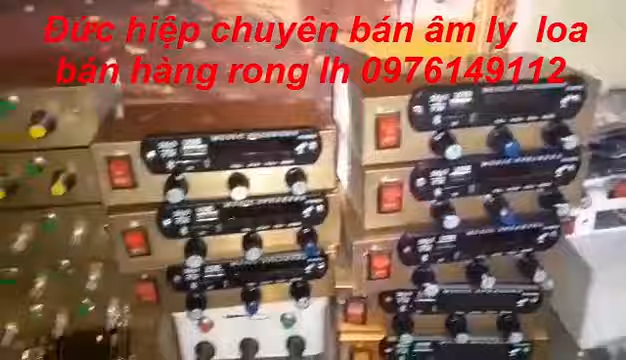 Đức hiệp chuyên bán âm ly loa
bán hàng rong lh 0976149112